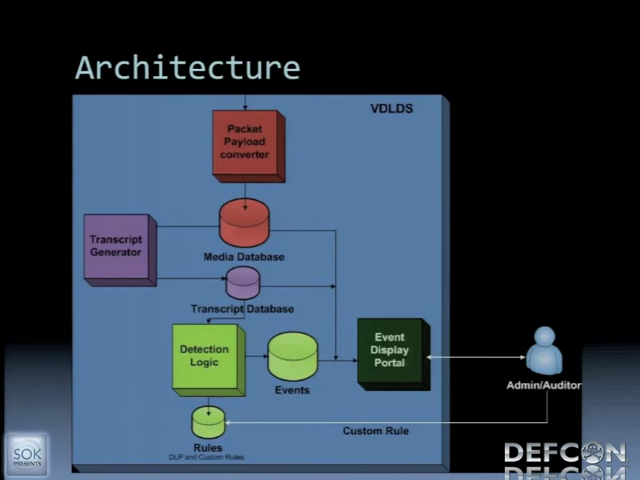 Architecture
VDLDS
Packet
Payload
converter
Transcript
Generator
Media Database
Transcript Database
Detection
Logic
Events
Event
Display
Portal
Admin/Auditor
Custom Rule
Rules
DLP and Custom Rules
SOK
PRESENTS
DEFCON